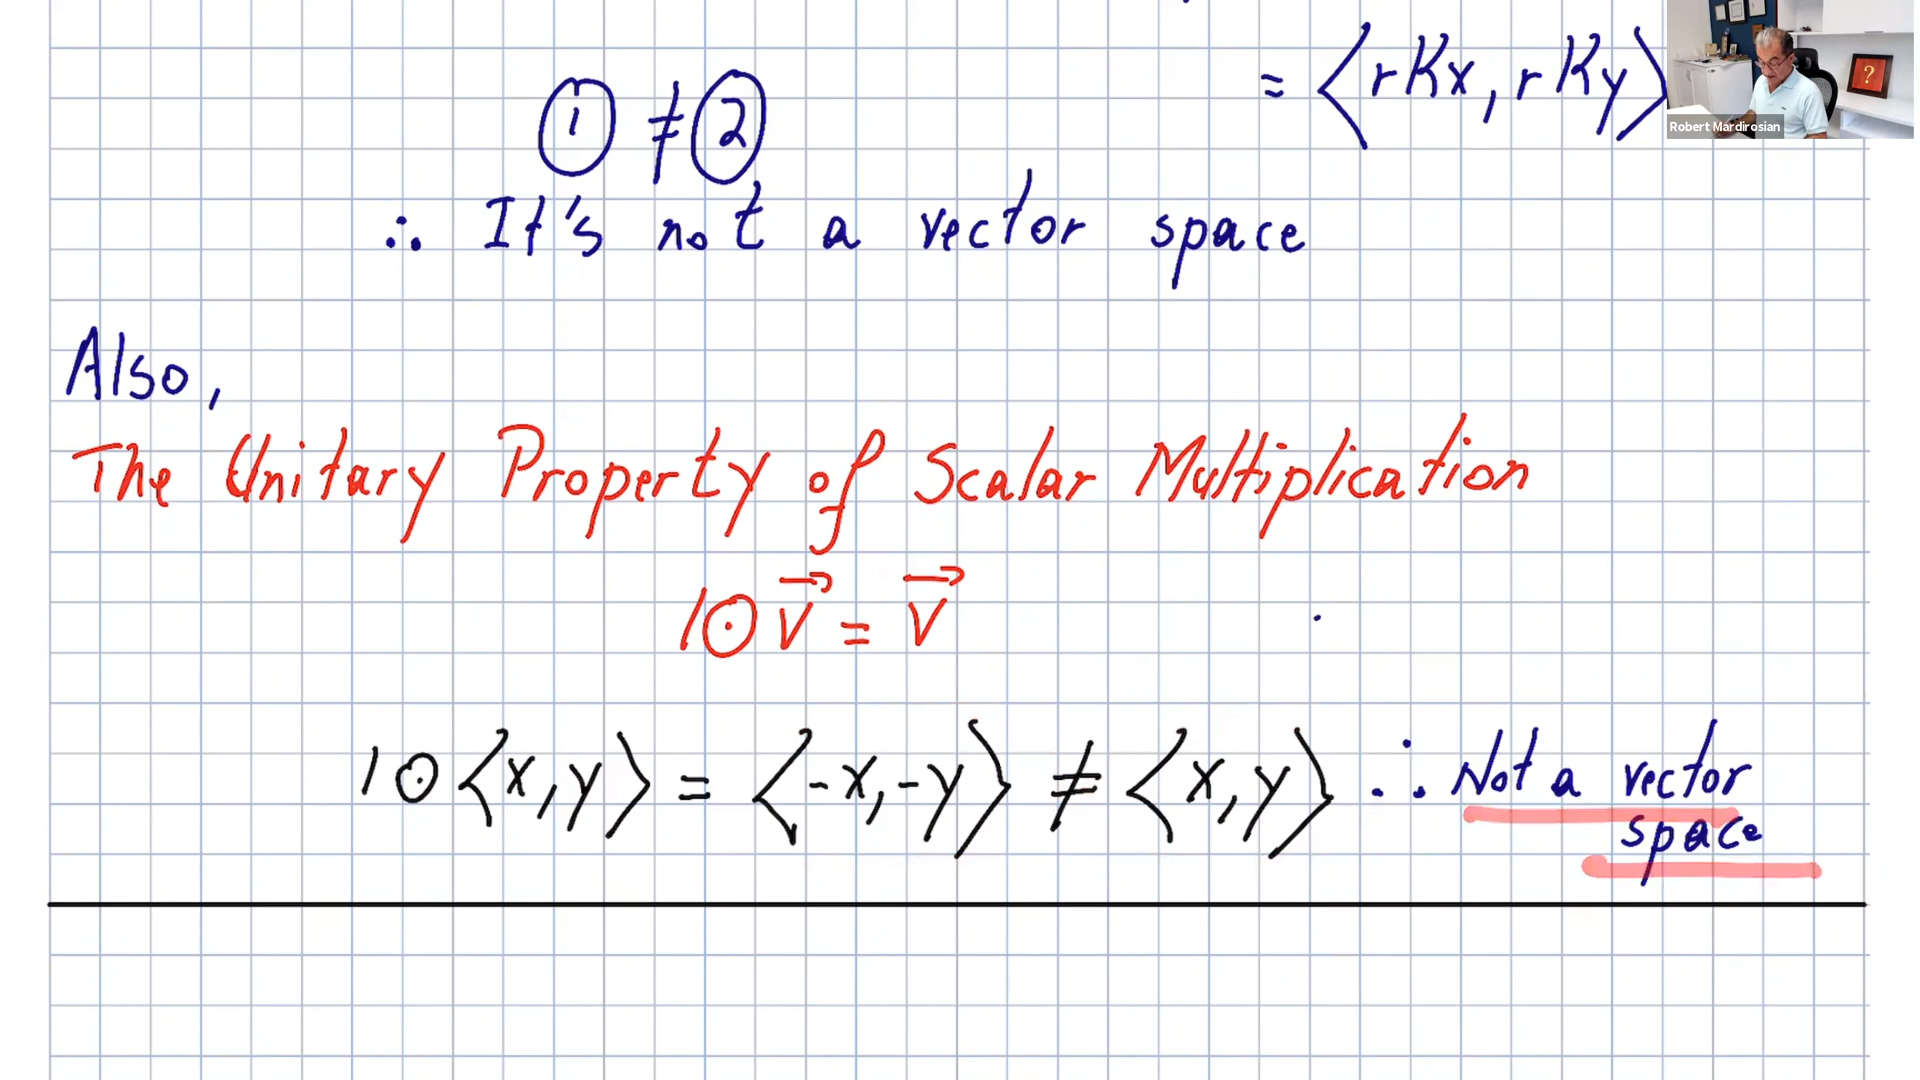 = ⟨rKx, rKy⟩
① ≠ ②
∴ It's not a vector space
?
Robert Mardirosian
Also,
The Unitary Property of Scalar Multiplication
1⊙v⃗ = v⃗
1⊙⟨x,y⟩ = ⟨-x,-y⟩ ≠ ⟨x,y⟩ ∴ Not a vector
space